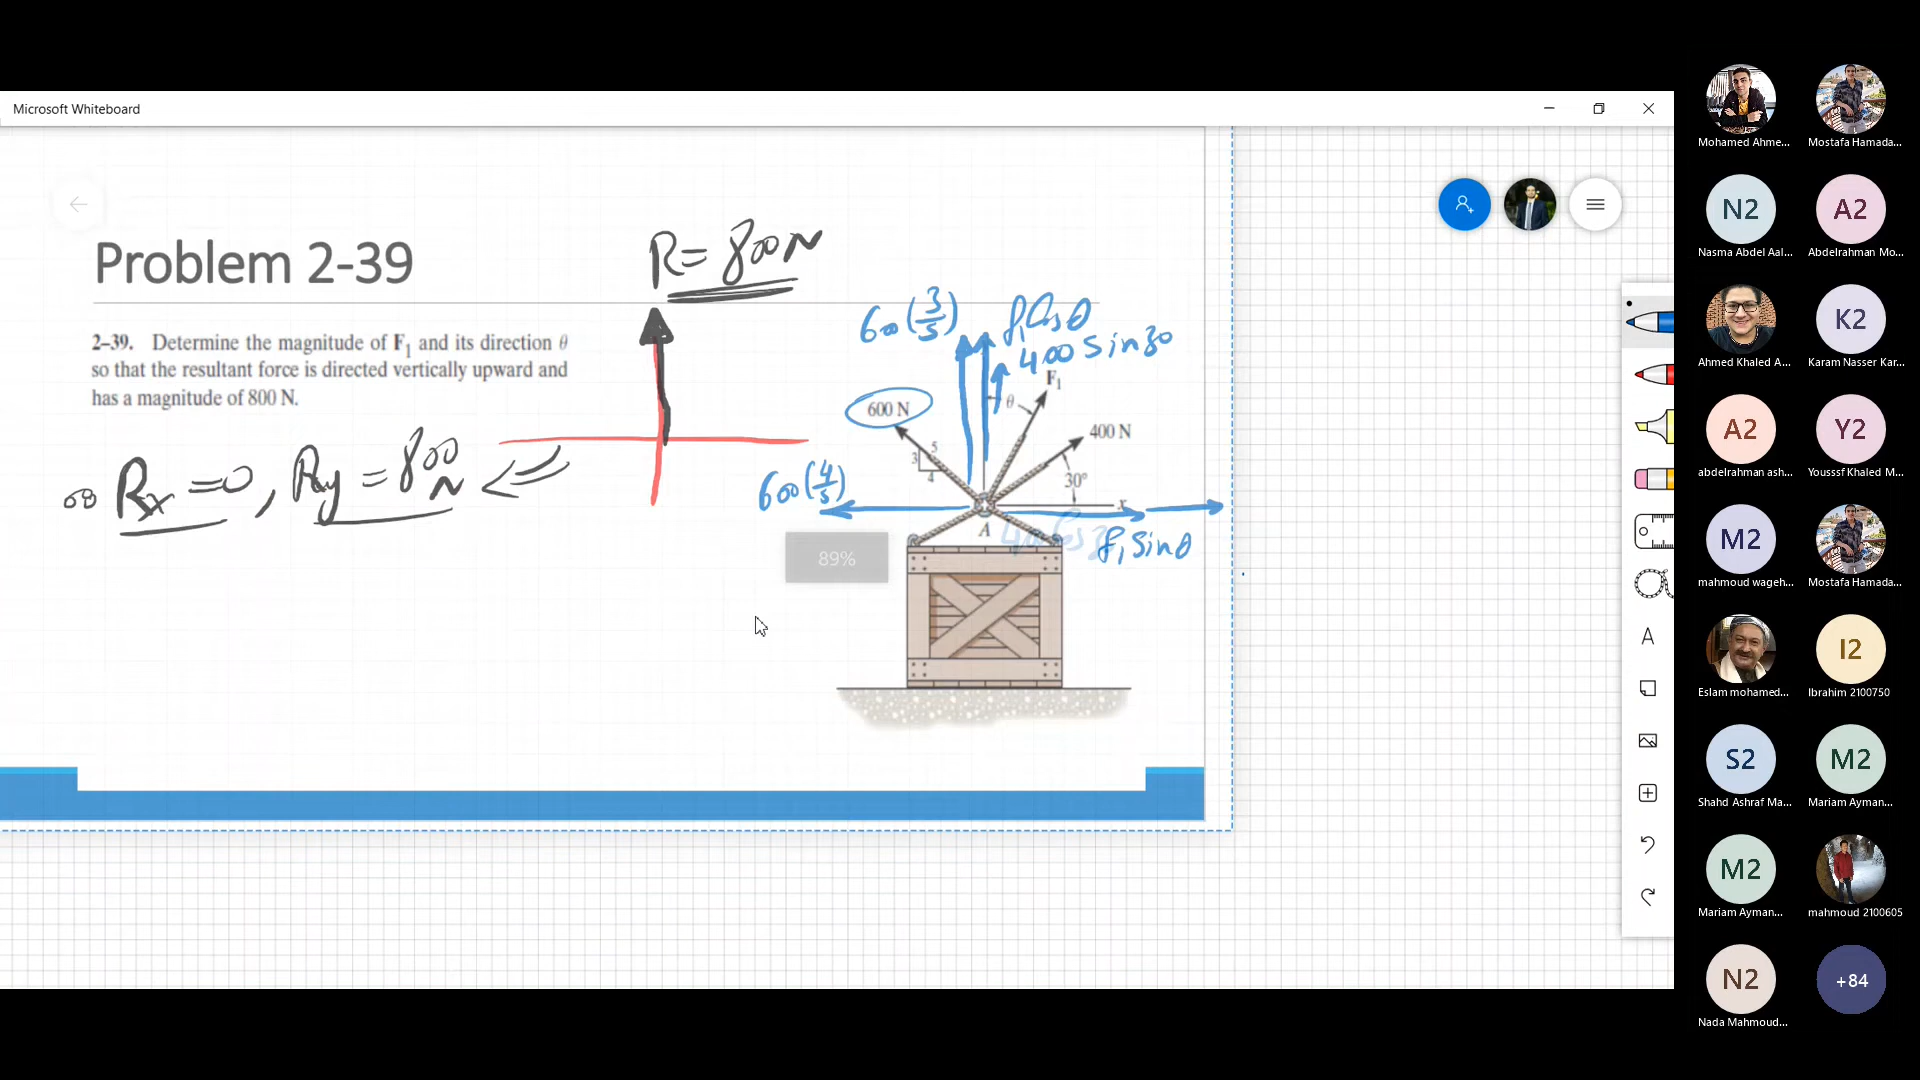 Microsoft Whiteboard
Problem 2-39
R = 800 N
2–39. Determine the magnitude of F1 and its direction θ
so that the resultant force is directed vertically upward and
has a magnitude of 800 N.
Rx = 0, Ry = 800 N
600 (3/5)
f1 Cos θ
400 Sin 30
F1
θ
600 N
400 N
5
3
4
30°
x
600 (4/5)
A
f1 Sin θ
89%
Mohamed Ahme...
Mostafa Hamada...
N2
Nasma Abdel Aal...
A2
Abdelrahman Mo...
Ahmed Khaled A...
K2
Karam Nasser Kar...
A2
abdelrahman ash...
Y2
Yousssf Khaled M...
M2
mahmoud wageh...
Mostafa Hamada...
Eslam mohamed...
I2
Ibrahim 2100750
S2
Shahd Ashraf Ma...
M2
Mariam Ayman...
M2
Mariam Ayman...
mahmoud 2100605
N2
Nada Mahmoud...
+84
A